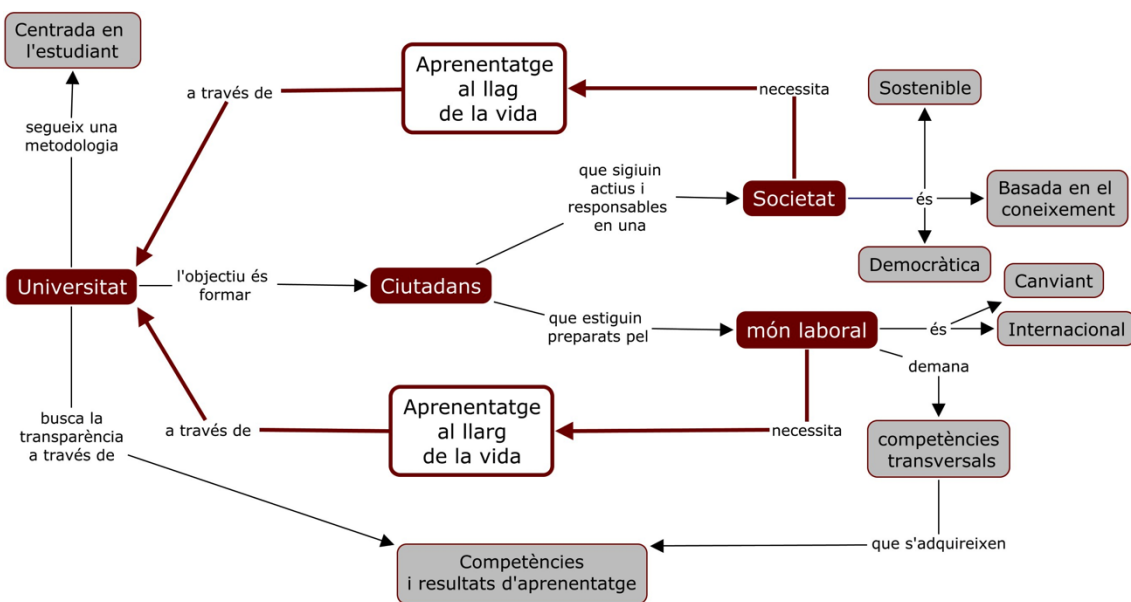 Centrada en
l'estudiant
segueix una
metodologia
a través de
Aprenentatge
al llag
de la vida
necessita
Sostenible
que sigiuin
actius i
responsables
en una
Societat
és
Basada en el
coneixement
Democràtica
Universitat
l'objectiu és
formar
Ciutadans
que estiguin
preparats pel
món laboral
és
Canviant
Internacional
demana
busca la
transparència
a través de
a través de
Aprenentatge
al llarg
de la vida
necessita
competències
transversals
que s'adquireixen
Competències
i resultats d'aprenentatge